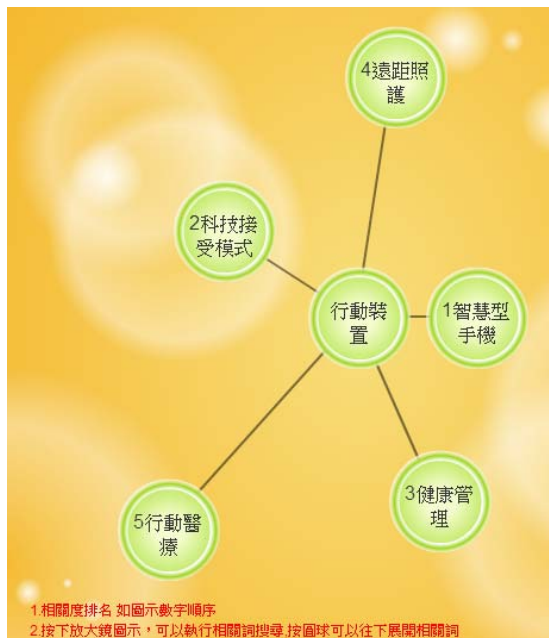 4遠距照
護
2科技接
受模式
行動裝
置
1智慧型
手機
3健康管
理
5行動醫
療
1.相關度排名 如圖示數字順序
2.按下放大鏡圖示，可以執行相關詞搜尋.按圓球可以往下展開相關詞